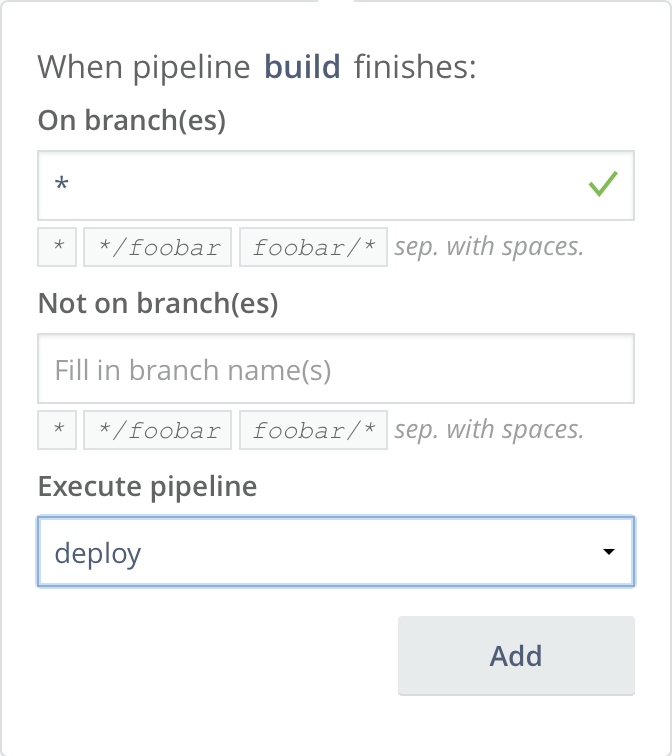 When pipeline build finishes:
On branch(es)
*
* */foobar foobar/* sep. with spaces.
Not on branch(es)
Fill in branch name(s)
* */foobar foobar/* sep. with spaces.
Execute pipeline
deploy
Add